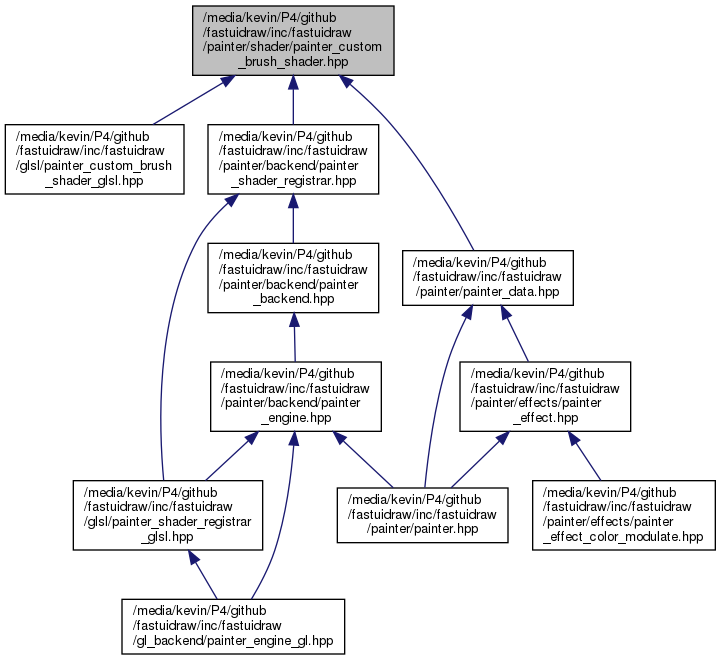 /media/kevin/P4/github
/fastuidraw/inc/fastuidraw
/painter/shader/painter_custom
_brush_shader.hpp
/media/kevin/P4/github
/fastuidraw/inc/fastuidraw
/glsl/painter_custom_brush
_shader_glsl.hpp
/media/kevin/P4/github
/fastuidraw/inc/fastuidraw
/painter/backend/painter
_shader_registrar.hpp
/media/kevin/P4/github
/fastuidraw/inc/fastuidraw
/painter/backend/painter
_backend.hpp
/media/kevin/P4/github
/fastuidraw/inc/fastuidraw
/painter/painter_data.hpp
/media/kevin/P4/github
/fastuidraw/inc/fastuidraw
/painter/backend/painter
_engine.hpp
/media/kevin/P4/github
/fastuidraw/inc/fastuidraw
/painter/effects/painter
_effect.hpp
/media/kevin/P4/github
/fastuidraw/inc/fastuidraw
/glsl/painter_shader_registrar
_glsl.hpp
/media/kevin/P4/github
/fastuidraw/inc/fastuidraw
/painter/painter.hpp
/media/kevin/P4/github
/fastuidraw/inc/fastuidraw
/painter/effects/painter
_effect_color_modulate.hpp
/media/kevin/P4/github
/fastuidraw/inc/fastuidraw
/gl_backend/painter_engine_gl.hpp